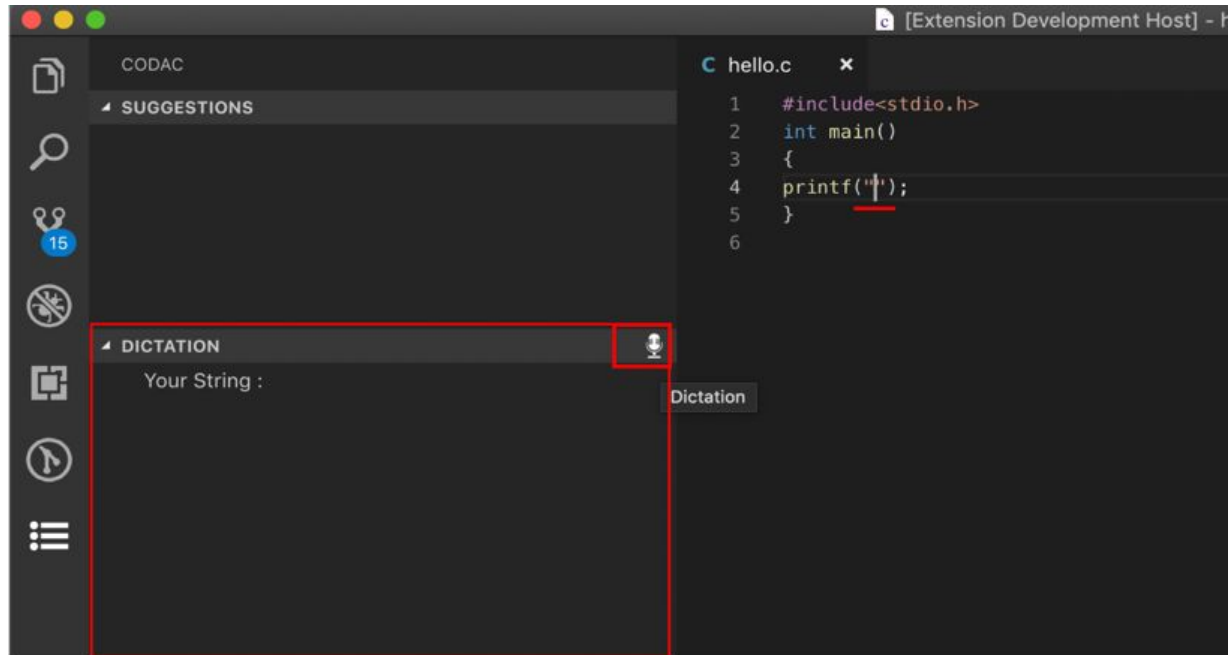 [Extension Development Host] -
CODAC
SUGGESTIONS
15
DICTATION
Your String :
Dictation
C hello.c ×
1 #include<stdio.h>
2 int main()
3 {
4 printf("");
5 }
6